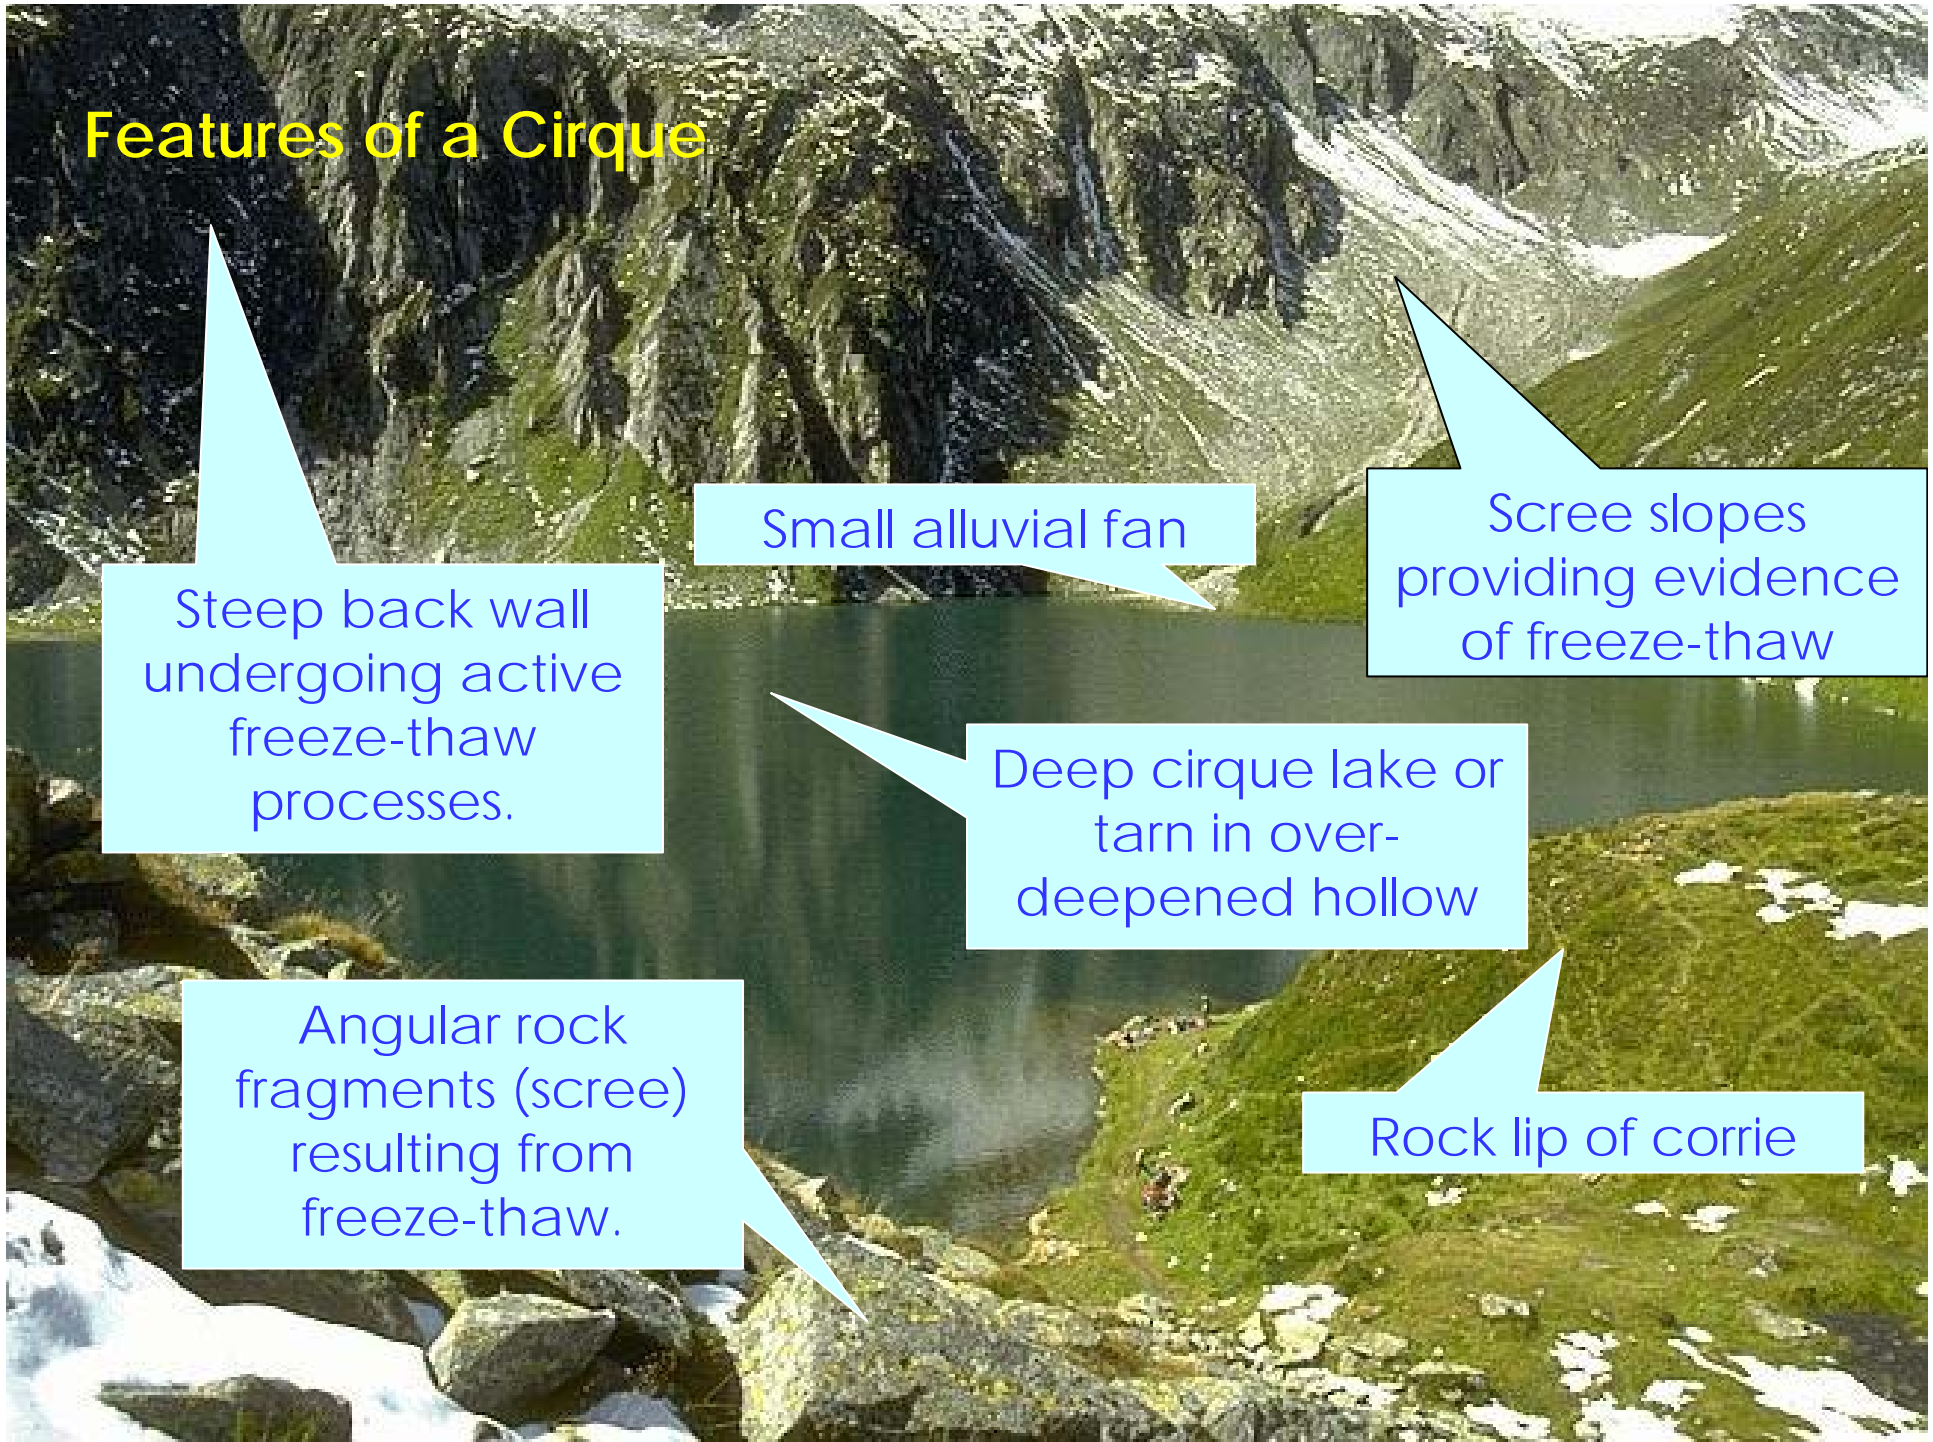 Features of a Cirque
Small alluvial fan
Scree slopes
providing evidence
of freeze-thaw
Steep back wall
undergoing active
freeze-thaw
processes.
Deep cirque lake or
tarn in over-
deepened hollow
Angular rock
fragments (scree)
resulting from
freeze-thaw.
Rock lip of corrie